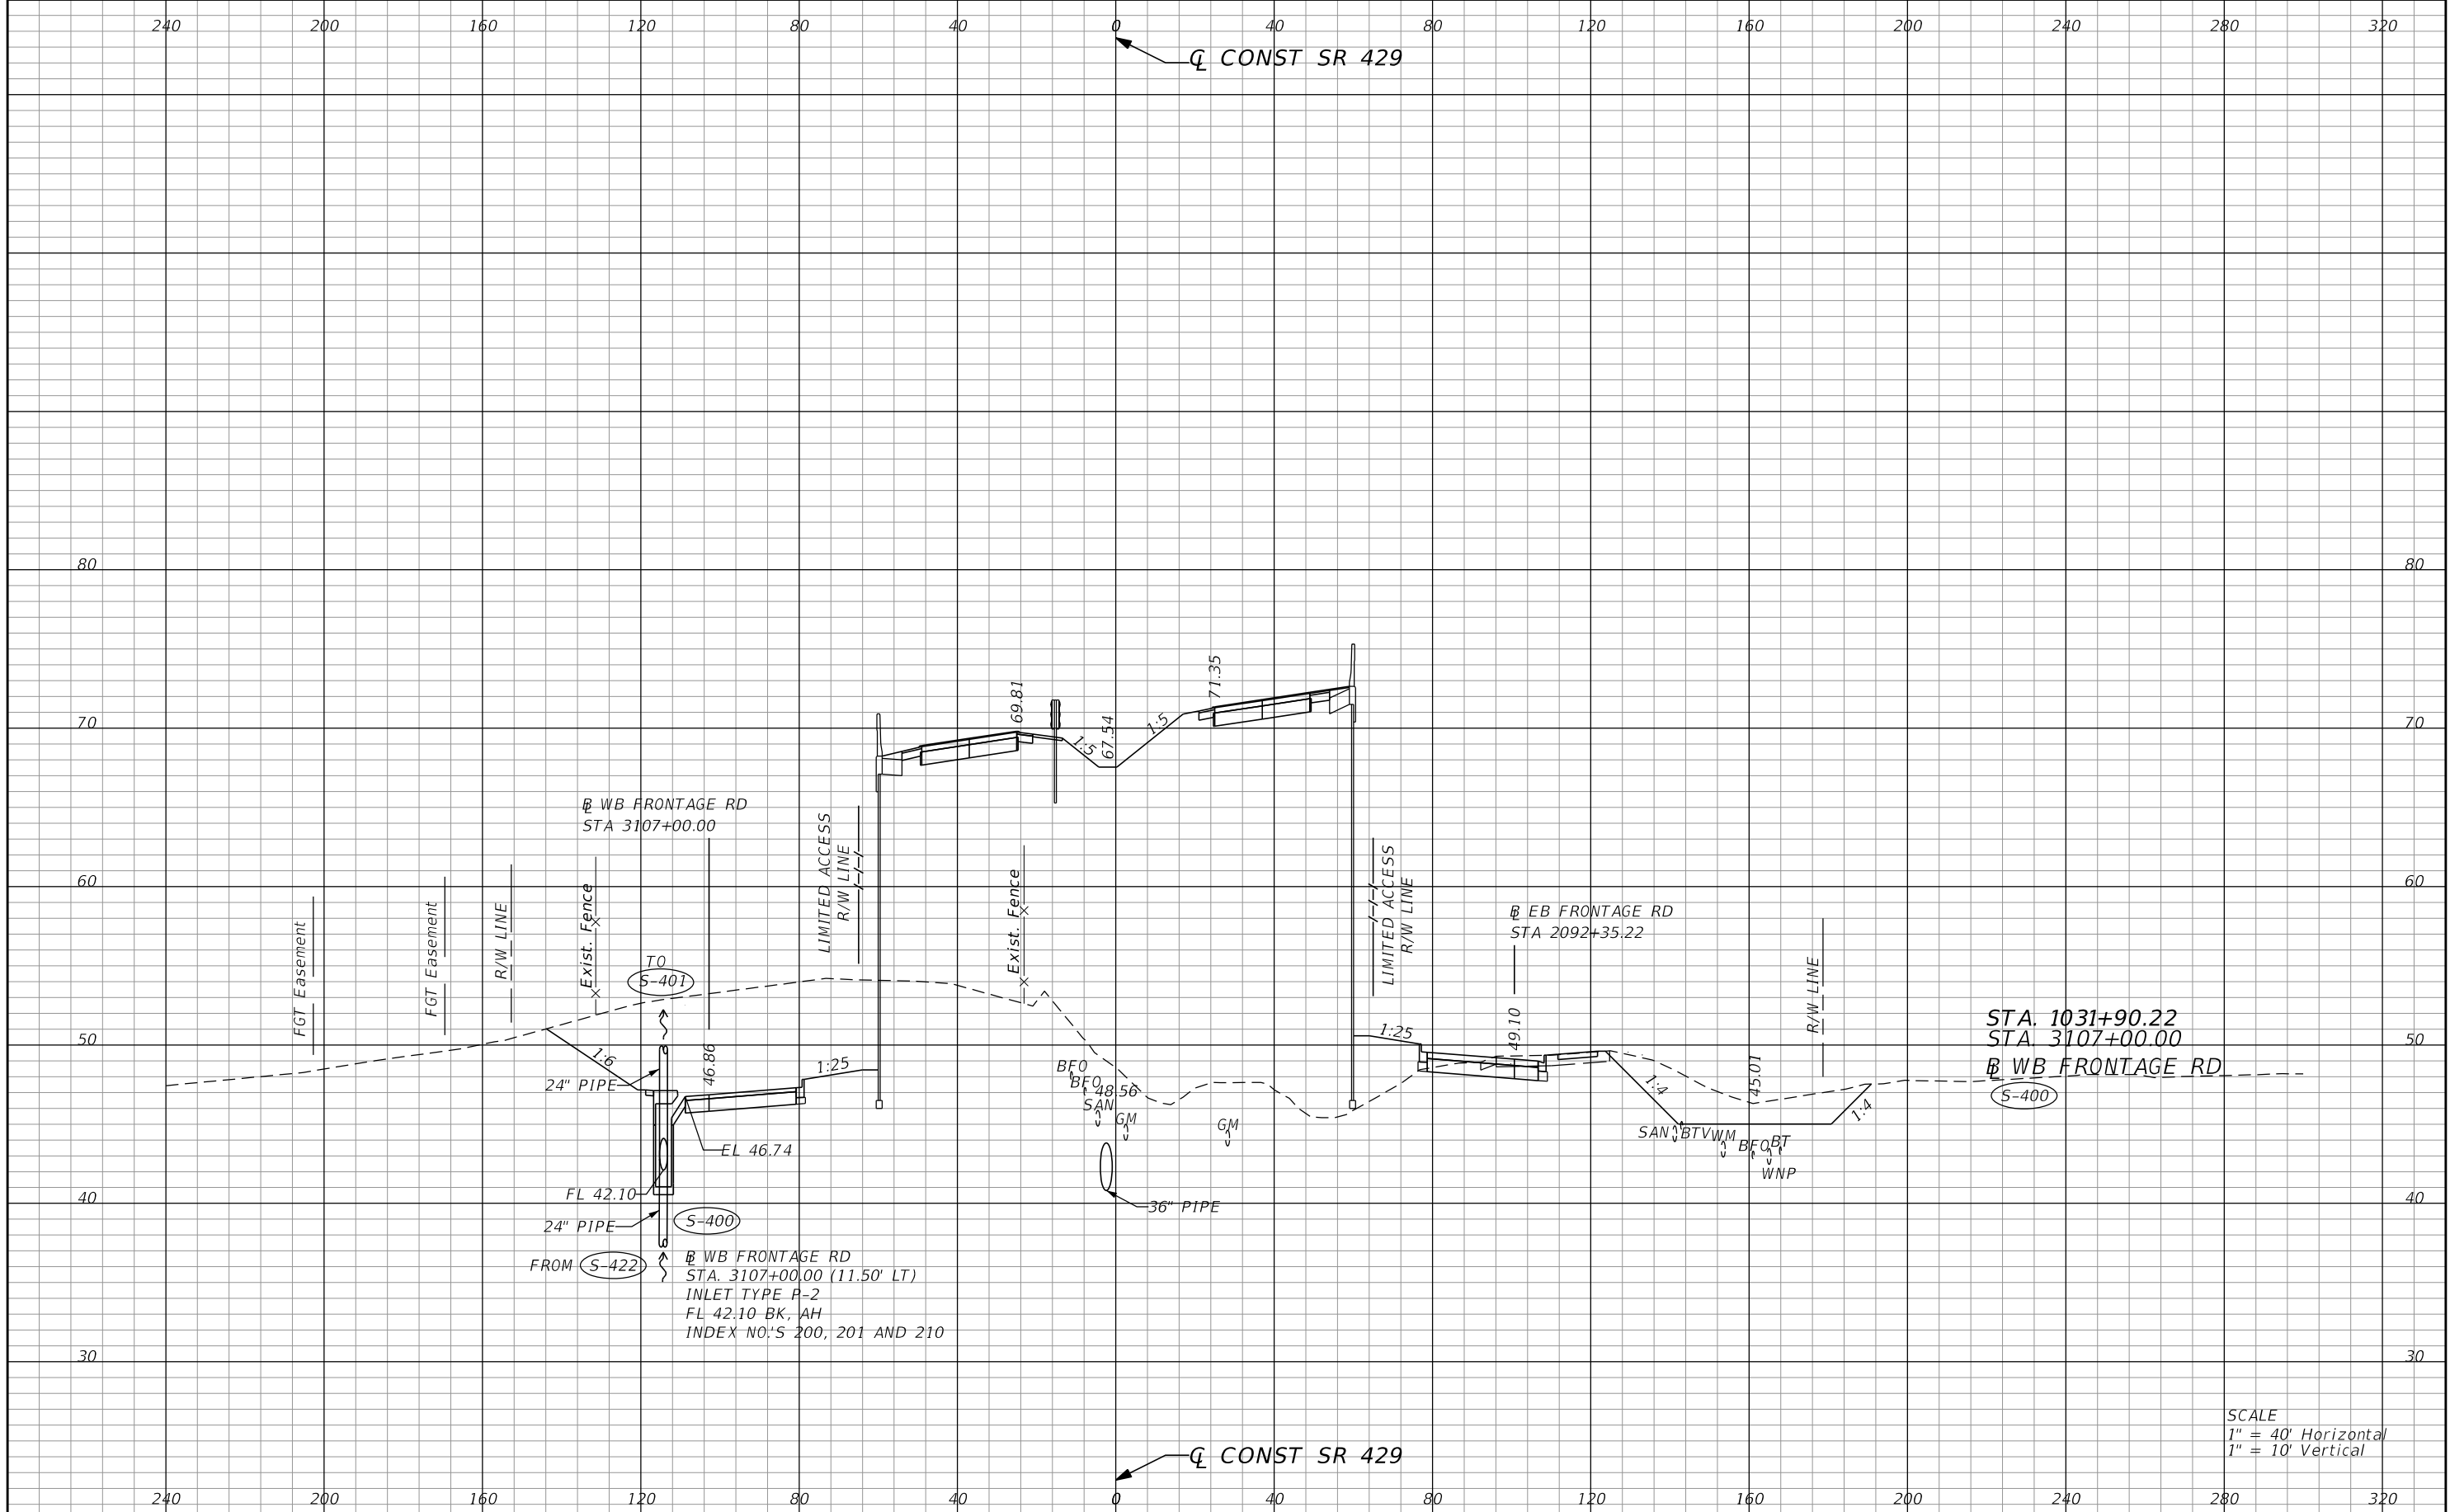 240 200 160 120 80 40 0 40 80 120 160 200 240 280 320
℄ CONST SR 429
80 80
70 70
69.81
71.35
67.54
1:5
1:5
60 60
BL WB FRONTAGE RD
STA 3107+00.00
LIMITED ACCESS
R/W LINE
LIMITED ACCESS
R/W LINE
BL EB FRONTAGE RD
STA 2092+35.22
FGT Easement
FGT Easement
R/W LINE
Exist. Fence
Exist. Fence
R/W LINE
TO
S-401
50 50
STA. 1031+90.22
STA. 3107+00.00
BL WB FRONTAGE RD
S-400
1:6
24" PIPE
46.86
1:25
BFO
BFO
48.56
SAN
GM
GM
1:25
49.10
1:4
45.01
1:4
SAN
BTV
WM
BFO
BT
WNP
EL 46.74
FL 42.10
40 40
24" PIPE
S-400
36" PIPE
FROM S-422
BL WB FRONTAGE RD
STA. 3107+00.00 (11.50' LT)
INLET TYPE P-2
FL 42.10 BK, AH
INDEX NO.'S 200, 201 AND 210
30 30
SCALE
1" = 40' Horizontal
1" = 10' Vertical
℄ CONST SR 429
240 200 160 120 80 40 0 40 80 120 160 200 240 280 320